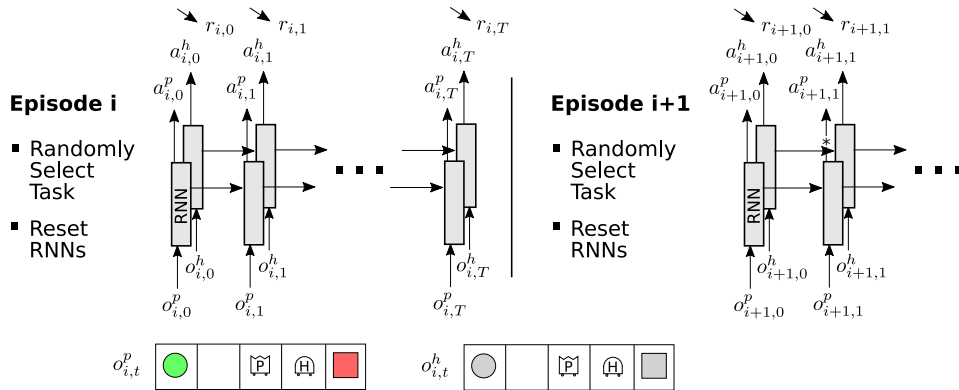 r_{i,0} r_{i,1} r_{i,T} r_{i+1,0} r_{i+1,1}
a^h_{i,0} a^h_{i,1} a^h_{i,T} a^h_{i+1,0} a^h_{i+1,1}
a^p_{i,0} a^p_{i,1} a^p_{i,T} a^p_{i+1,0} a^p_{i+1,1}
Episode i
▪ Randomly
Select
Task
▪ Reset
RNNs
RNN
. . .
Episode i+1
▪ Randomly
Select
Task
▪ Reset
RNNs
RNN
*
. . .
o^h_{i,0} o^h_{i,1} o^h_{i,T} o^h_{i+1,0} o^h_{i+1,1}
o^p_{i,0} o^p_{i,1} o^p_{i,T} o^p_{i+1,0} o^p_{i+1,1}
o^p_{i,t} P H
o^h_{i,t} P H